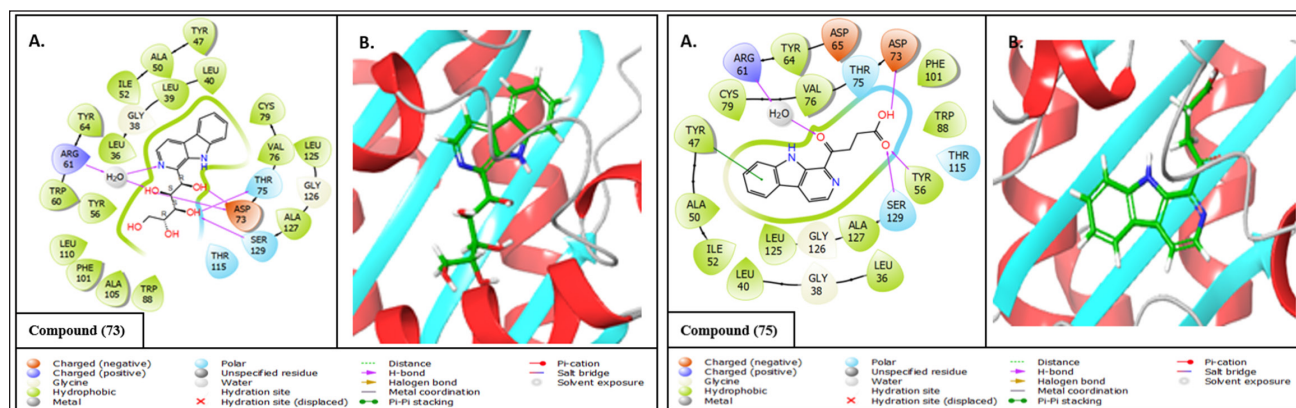 A.
B.
TYR 47
ALA 50
LEU 40
ILE 52
LEU 39
GLY 38
CYS 79
TYR 64
LEU 36
VAL 76
LEU 125
ARG 61
H₂O
N
NH
THR 75
GLY 126
TRP 60
TYR 56
R
S
OH
HO
ASP 73
ALA 127
SER 129
LEU 110
THR 115
PHE 101
ALA 105
TRP 88
Compound (73)
Charged (negative)
Charged (positive)
Glycine
Hydrophobic
Metal
Polar
Unspecified residue
Water
Hydration site
Hydration site (displaced)
Distance
H-bond
Halogen bond
Metal coordination
Pi-Pi stacking
Pi-cation
Salt bridge
Solvent exposure
A.
B.
ARG 61
TYR 64
ASP 65
ASP 73
THR 75
PHE 101
CYS 79
VAL 76
H₂O
OH
TRP 88
TYR 47
O
O
HN
N
THR 115
TYR 56
SER 129
ALA 50
ALA 127
LEU 125
GLY 126
ILE 52
LEU 40
GLY 38
LEU 36
Compound (75)
Charged (negative)
Charged (positive)
Glycine
Hydrophobic
Metal
Polar
Unspecified residue
Water
Hydration site
Hydration site (displaced)
Distance
H-bond
Halogen bond
Metal coordination
Pi-Pi stacking
Pi-cation
Salt bridge
Solvent exposure